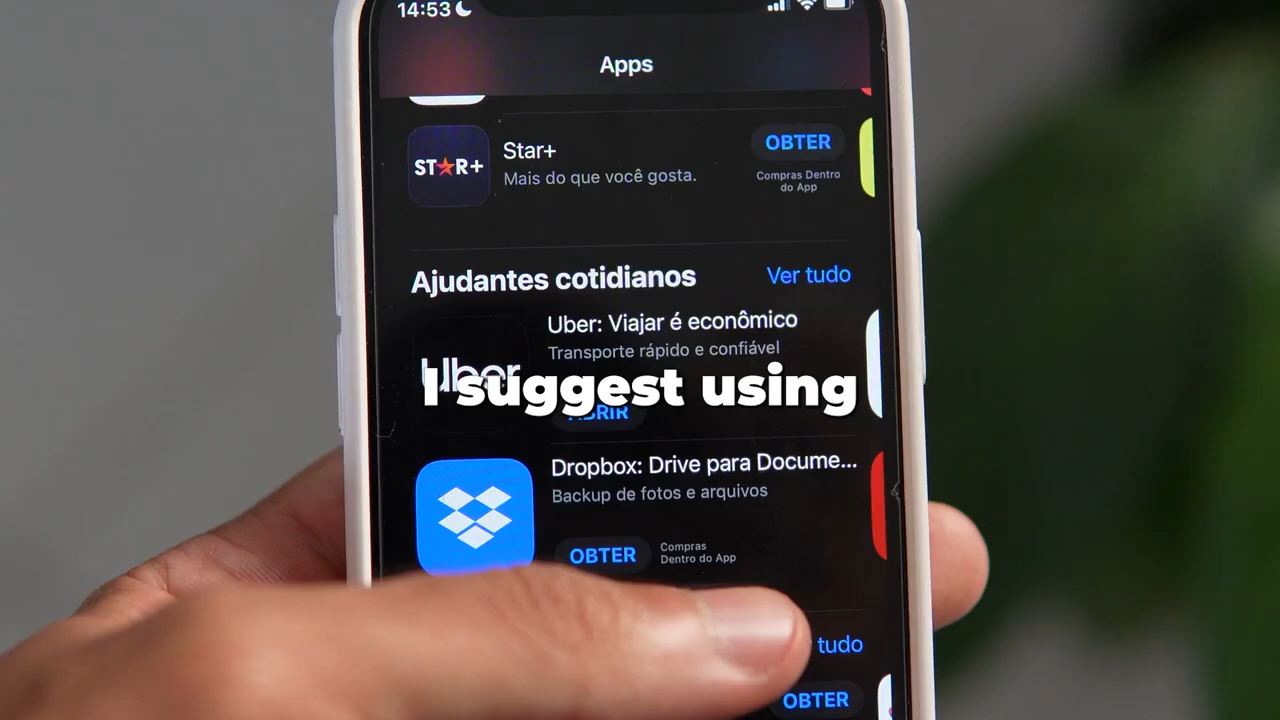 14:53
Apps
ST★R+
Star+
OBTER
Mais do que você gosta.
Compras Dentro
do App
Ajudantes cotidianos
Ver tudo
Uber: Viajar é econômico
Transporte rápido e confiável
Uber
I suggest using
ABRIR
Dropbox: Drive para Docume...
Backup de fotos e arquivos
OBTER
Compras
Dentro do App
tudo
OBTER